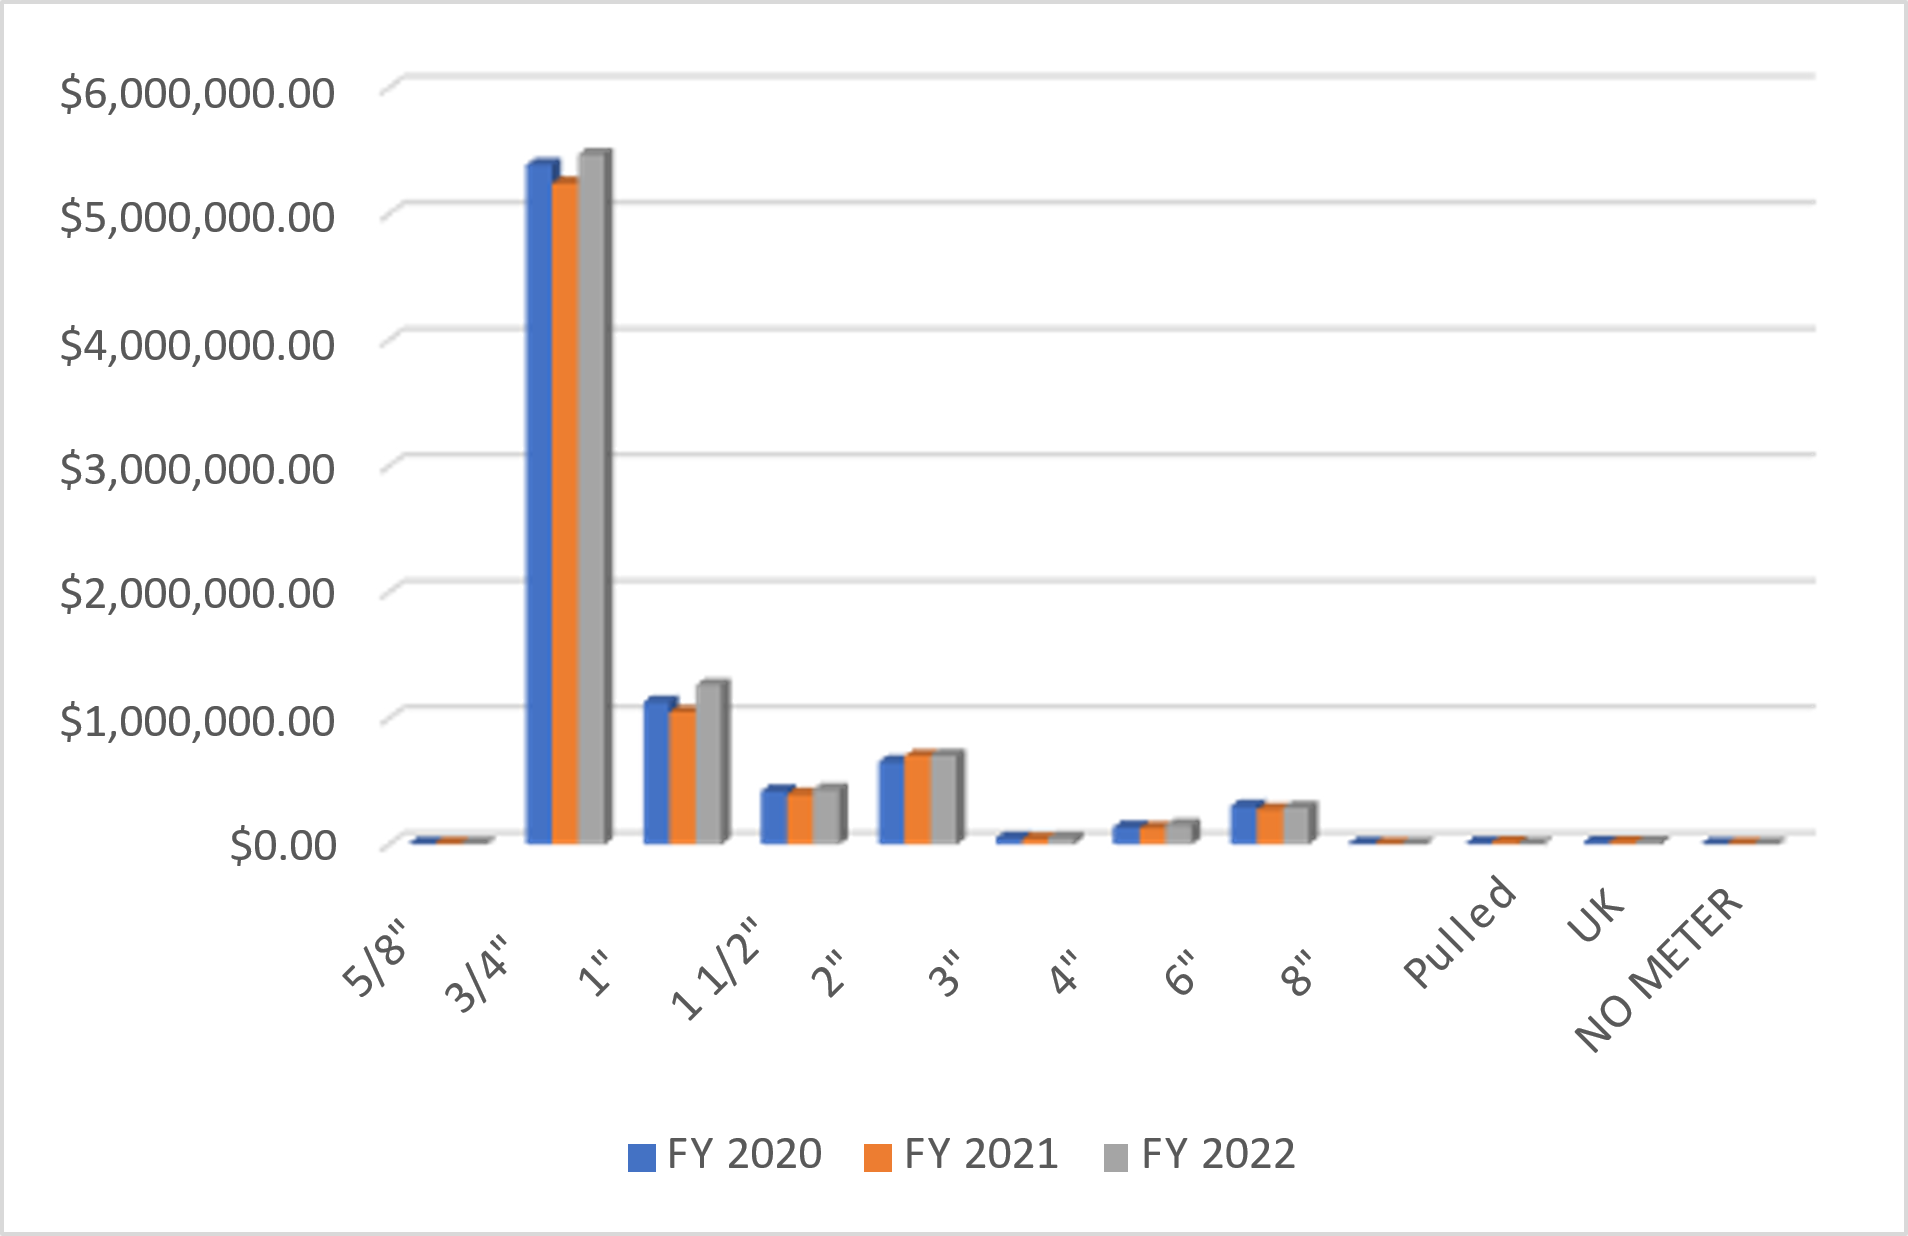 $6,000,000.00
$5,000,000.00
$4,000,000.00
$3,000,000.00
$2,000,000.00
$1,000,000.00
$0.00
5/8"
3/4"
1"
1 1/2"
2"
3"
4"
6"
8"
Pulled
UK
NO METER
FY 2020
FY 2021
FY 2022